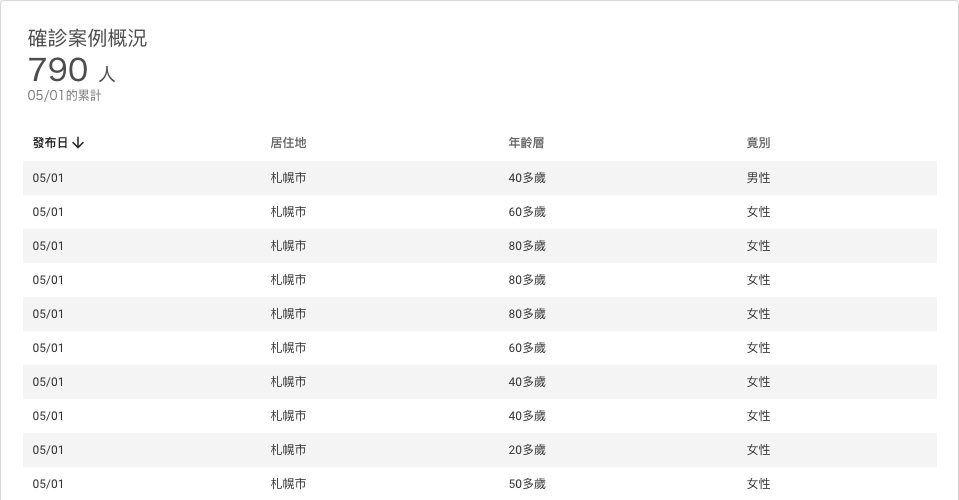 確診案例概況
790 人
05/01的累計
發布日↓ 居住地 年齡層 竟別
05/01 札幌市 40多歲 男性
05/01 札幌市 60多歲 女性
05/01 札幌市 80多歲 女性
05/01 札幌市 80多歲 女性
05/01 札幌市 80多歲 女性
05/01 札幌市 60多歲 女性
05/01 札幌市 40多歲 女性
05/01 札幌市 40多歲 女性
05/01 札幌市 20多歲 女性
05/01 札幌市 50多歲 女性